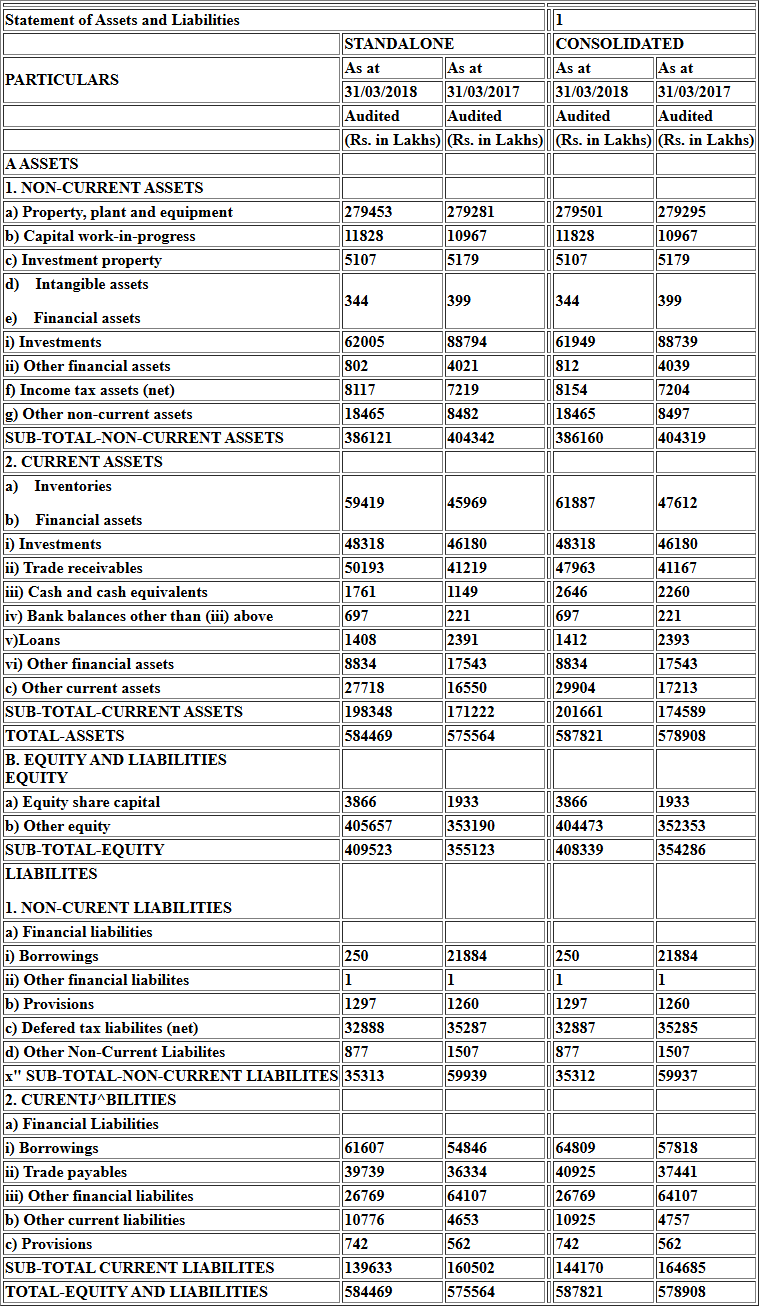 Statement of Assets and Liabilities 1
STANDALONE CONSOLIDATED
PARTICULARS As at As at As at As at
31/03/2018 31/03/2017 31/03/2018 31/03/2017
Audited Audited Audited Audited
(Rs. in Lakhs) (Rs. in Lakhs) (Rs. in Lakhs) (Rs. in Lakhs)
A ASSETS
1. NON-CURRENT ASSETS
a) Property, plant and equipment 279453 279281 279501 279295
b) Capital work-in-progress 11828 10967 11828 10967
c) Investment property 5107 5179 5107 5179
d) Intangible assets 344 399 344 399
e) Financial assets
i) Investments 62005 88794 61949 88739
ii) Other financial assets 802 4021 812 4039
f) Income tax assets (net) 8117 7219 8154 7204
g) Other non-current assets 18465 8482 18465 8497
SUB-TOTAL-NON-CURRENT ASSETS 386121 404342 386160 404319
2. CURRENT ASSETS
a) Inventories 59419 45969 61887 47612
b) Financial assets
i) Investments 48318 46180 48318 46180
ii) Trade receivables 50193 41219 47963 41167
iii) Cash and cash equivalents 1761 1149 2646 2260
iv) Bank balances other than (iii) above 697 221 697 221
v)Loans 1408 2391 1412 2393
vi) Other financial assets 8834 17543 8834 17543
c) Other current assets 27718 16550 29904 17213
SUB-TOTAL-CURRENT ASSETS 198348 171222 201661 174589
TOTAL-ASSETS 584469 575564 587821 578908
B. EQUITY AND LIABILITIES
EQUITY
a) Equity share capital 3866 1933 3866 1933
b) Other equity 405657 353190 404473 352353
SUB-TOTAL-EQUITY 409523 355123 408339 354286
LIABILITES
1. NON-CURENT LIABILITIES
a) Financial liabilities
i) Borrowings 250 21884 250 21884
ii) Other financial liabilites 1 1 1 1
b) Provisions 1297 1260 1297 1260
c) Defered tax liabilites (net) 32888 35287 32887 35285
d) Other Non-Current Liabilites 877 1507 877 1507
x" SUB-TOTAL-NON-CURRENT LIABILITES 35313 59939 35312 59937
2. CURENTJ^BILITIES
a) Financial Liabilities
i) Borrowings 61607 54846 64809 57818
ii) Trade payables 39739 36334 40925 37441
iii) Other financial liabilites 26769 64107 26769 64107
b) Other current liabilities 10776 4653 10925 4757
c) Provisions 742 562 742 562
SUB-TOTAL CURRENT LIABILITES 139633 160502 144170 164685
TOTAL-EQUITY AND LIABILITIES 584469 575564 587821 578908